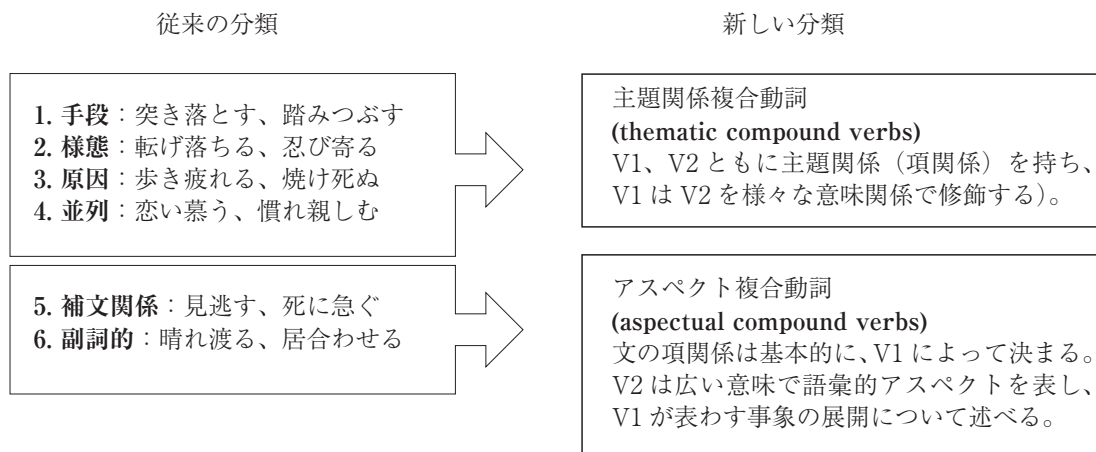 従来の分類
1. 手段：突き落とす、踏みつぶす
2. 様態：転げ落ちる、忍び寄る
3. 原因：歩き疲れる、焼け死ぬ
4. 並列：恋い慕う、慣れ親しむ
5. 補文関係：見逃す、死に急ぐ
6. 副詞的：晴れ渡る、居合わせる
新しい分類
主題関係複合動詞
(thematic compound verbs)
V1、V2 ともに主題関係（項関係）を持ち、
V1 は V2 を様々な意味関係で修飾する）。
アスペクト複合動詞
(aspectual compound verbs)
文の項関係は基本的に、V1 によって決まる。
V2 は広い意味で語彙的アスペクトを表し、
V1 が表わす事象の展開について述べる。